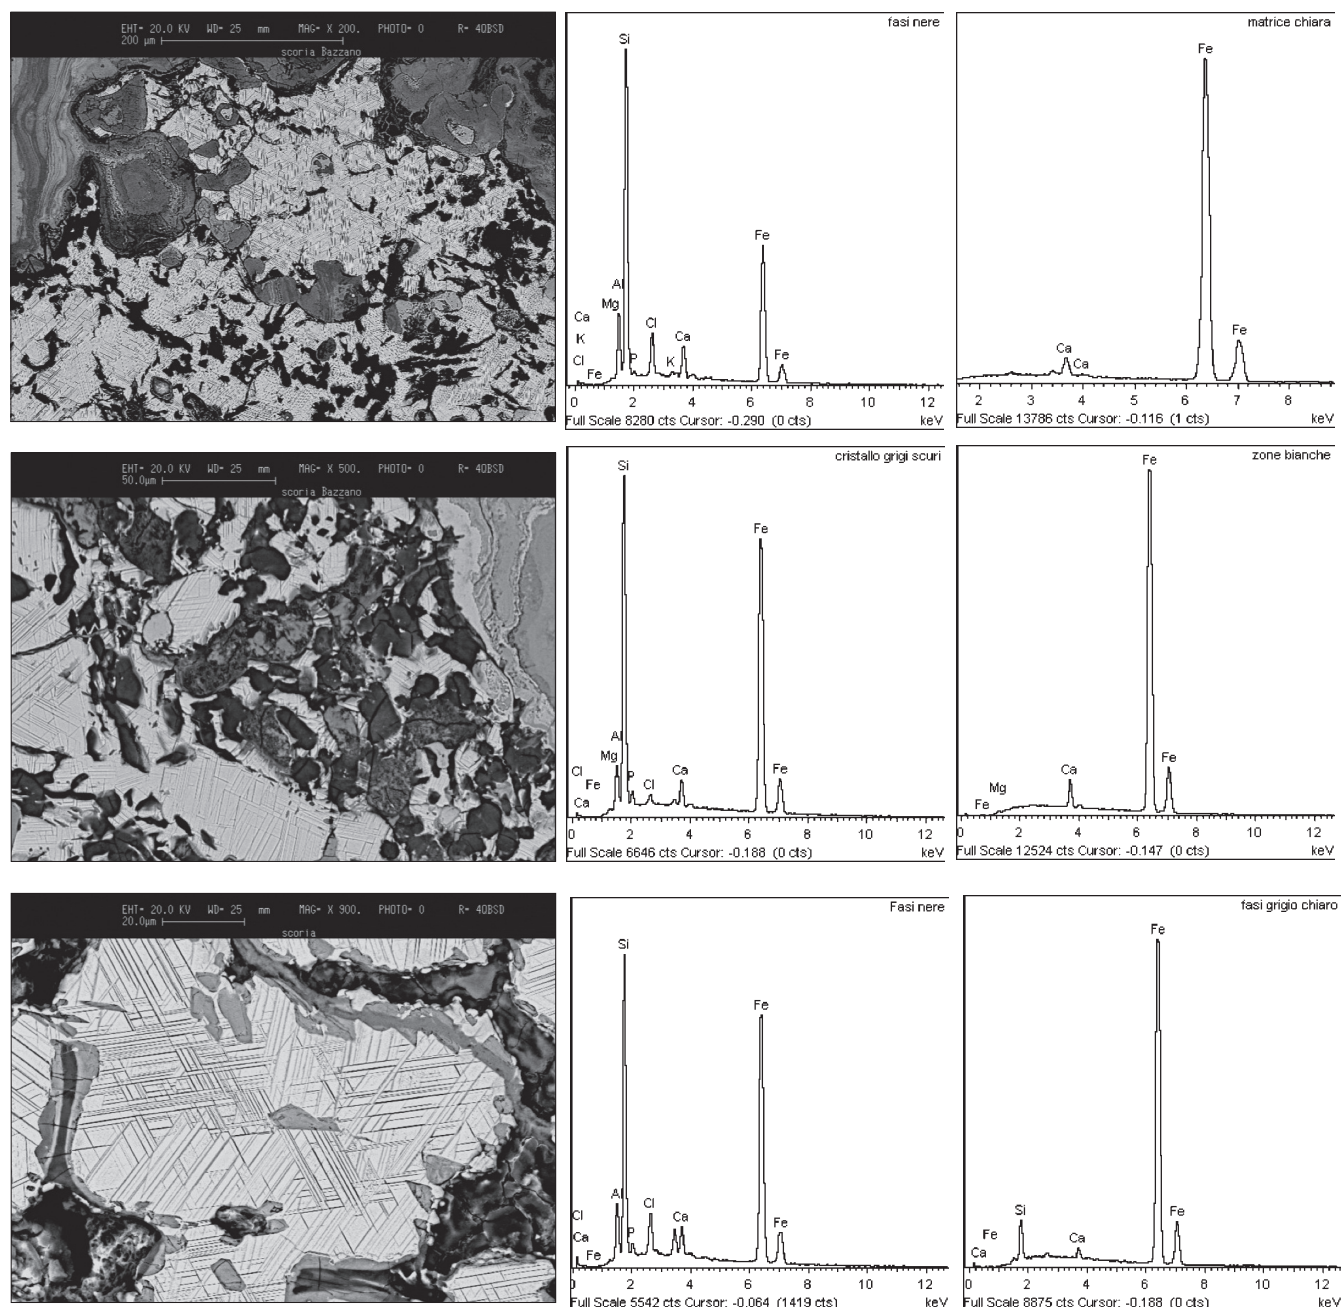 EHT= 20.0 KV WD= 25 mm MAG= X 200. PHOTO= 0 R= 4QBSD
200 µm
scoria Bazzano
fasi nere
Si
Fe
Al
Mg
Ca
Cl
Ca
K
P
K
Fe
Cl
Fe
0 2 4 6 8 10 12
Full Scale 8280 cts Cursor: -0.290 (0 cts) keV
matrice chiara
Fe
Fe
Ca
Ca
2 3 4 5 6 7 8
Full Scale 13786 cts Cursor: -0.116 (1 cts) keV
EHT= 20.0 KV WD= 25 mm MAG= X 500. PHOTO= 0 R= 4QBSD
50.0µm
scoria Bazzano
cristallo grigi scuri
Si
Fe
Al
Mg
Cl
P
Ca
Fe
Fe
Cl
Ca
0 2 4 6 8 10 12
Full Scale 6646 cts Cursor: -0.188 (0 cts) keV
zone bianche
Fe
Ca
Fe
Mg
Fe
0 2 4 6 8 10 12
Full Scale 12524 cts Cursor: -0.147 (0 cts) keV
EHT= 20.0 KV WD= 25 mm MAG= X 900. PHOTO= 0 R= 4QBSD
20.0µm
scoria
Fasi nere
Si
Fe
Al
Cl
Cl
Ca
Fe
Ca
P
Fe
0 2 4 6 8 10 12
Full Scale 5542 cts Cursor: -0.064 (1419 cts) keV
fasi grigio chiaro
Fe
Si
Fe
Fe
Ca
Ca
0 2 4 6 8 10 12
Full Scale 8875 cts Cursor: -0.188 (0 cts) keV